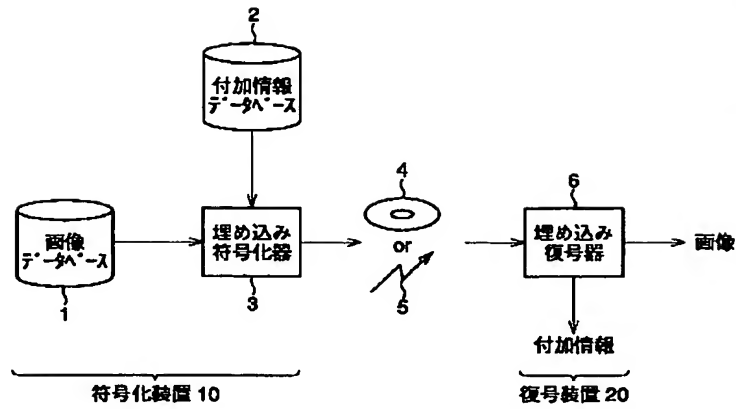 2
付加情報
データベース
4
6
画像
データベース
埋め込み
符号化器
or
埋め込み
復号器
画像
1
3
5
付加情報
符号化装置 10
復号装置 20